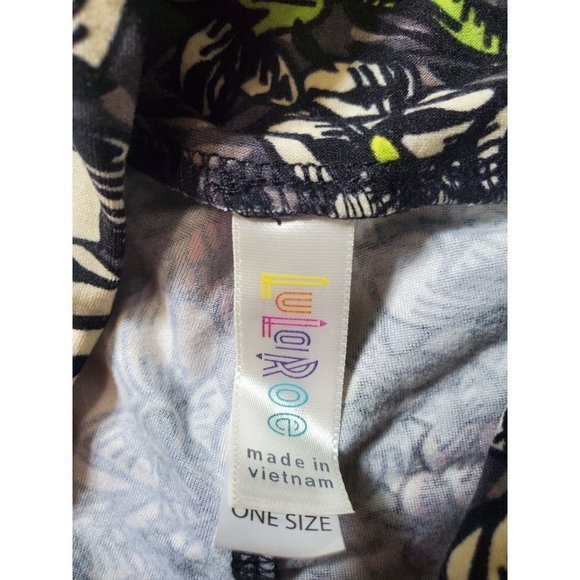 LuLaRoe
made in
vietnam
ONE SIZE